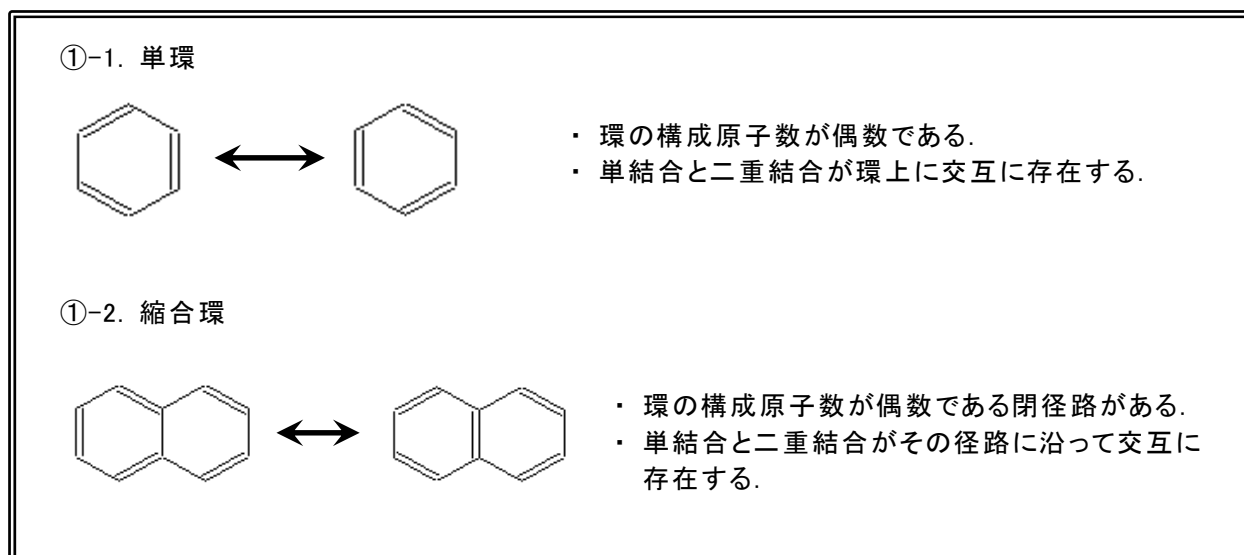 ①-1. 単環
・ 環の構成原子数が偶数である.
・ 単結合と二重結合が環上に交互に存在する.
①-2. 縮合環
・ 環の構成原子数が偶数である閉径路がある.
・ 単結合と二重結合がその径路に沿って交互に
存在する.